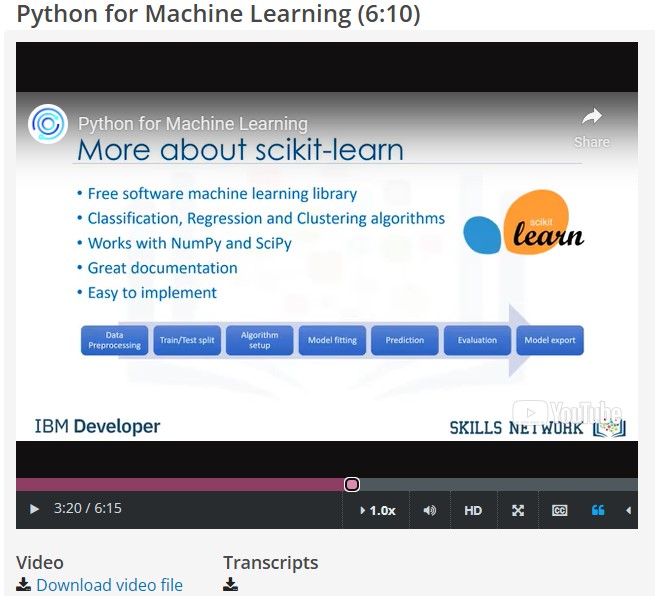 Python for Machine Learning (6:10)
Python for Machine Learning
Share
More about scikit-learn
• Free software machine learning library
• Classification, Regression and Clustering algorithms
• Works with NumPy and SciPy
• Great documentation
• Easy to implement
scikit
learn
Data Preprocessing
Train/Test split
Algorithm setup
Model fitting
Prediction
Evaluation
Model export
YouTube
IBM Developer
SKILLS NETWORK
3:20 / 6:15
1.0x
HD
CC
Video
Transcripts
Download video file